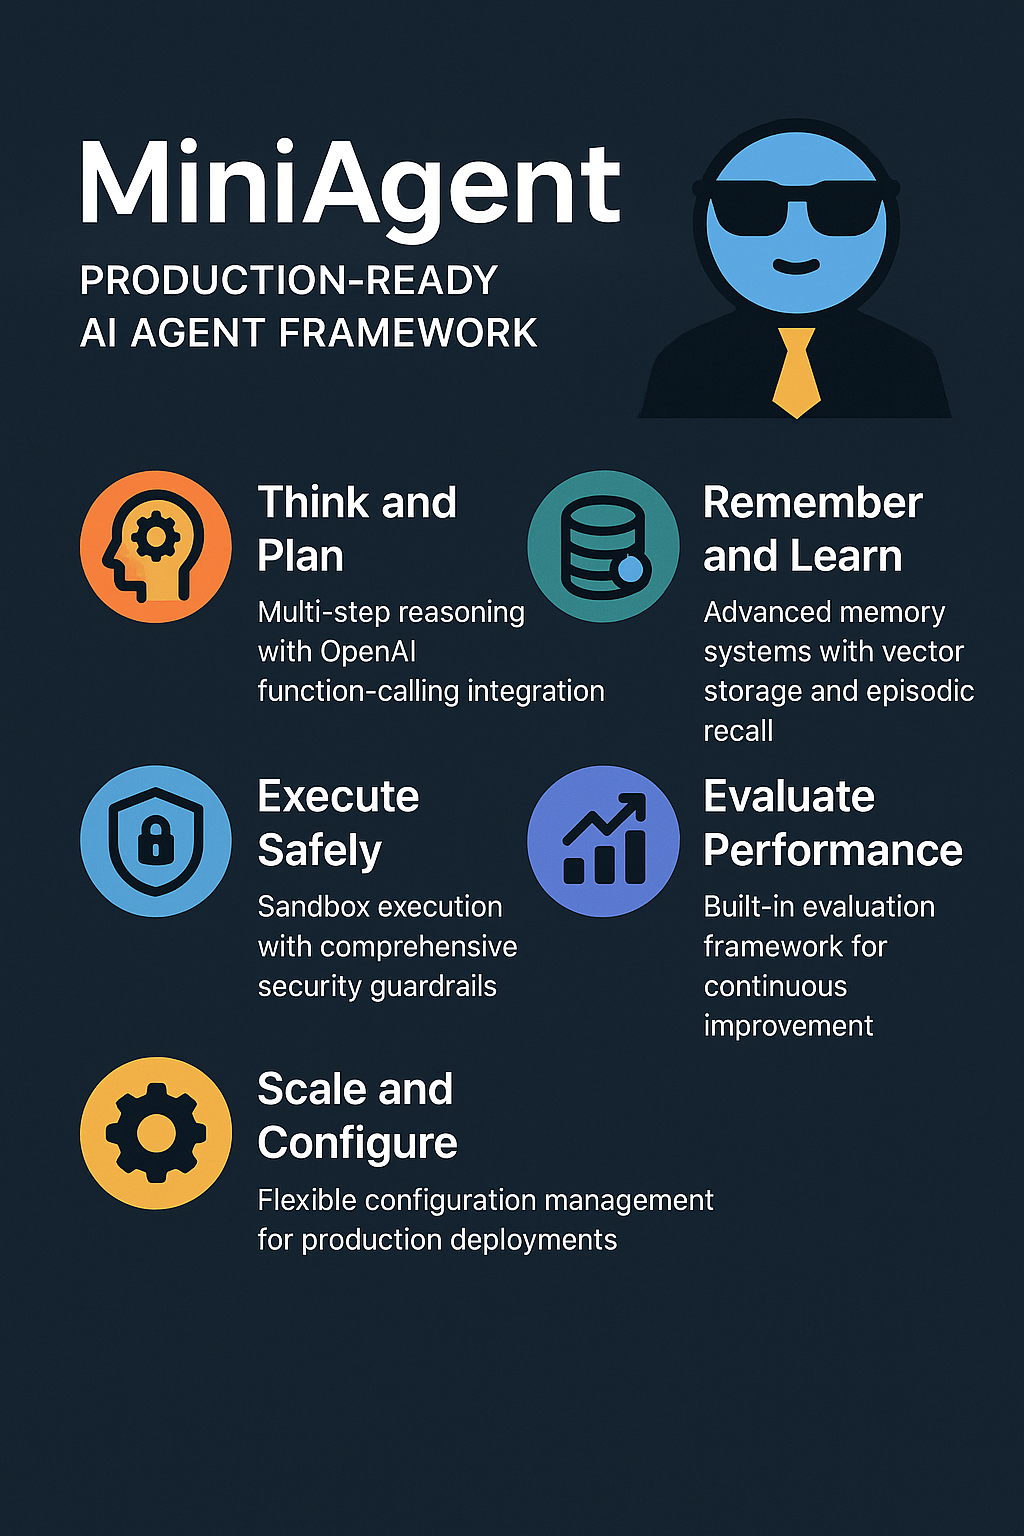 MiniAgent
PRODUCTION-READY
AI AGENT FRAMEWORK
Think and
Plan
Multi-step reasoning
with OpenAI
function-calling integration
Remember
and Learn
Advanced memory
systems with vector
storage and episodic
recall
Execute
Safely
Sandbox execution
with comprehensive
security guardrails
Evaluate
Performance
Built-in evaluation
framework for
continuous
improvement
Scale and
Configure
Flexible configuration management
for production deployments